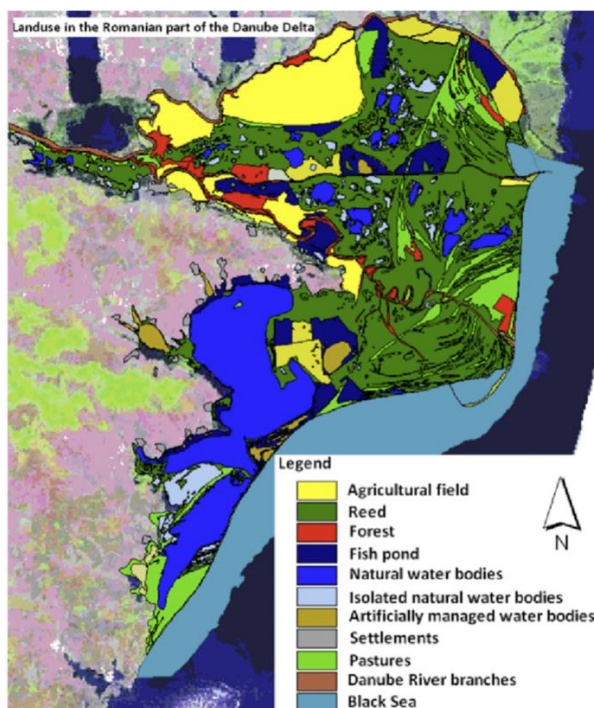 Landuse in the Romanian part of the Danube Delta
Legend
Agricultural field
Reed
Forest
Fish pond
Natural water bodies
Isolated natural water bodies
Artificially managed water bodies
Settlements
Pastures
Danube River branches
Black Sea
N